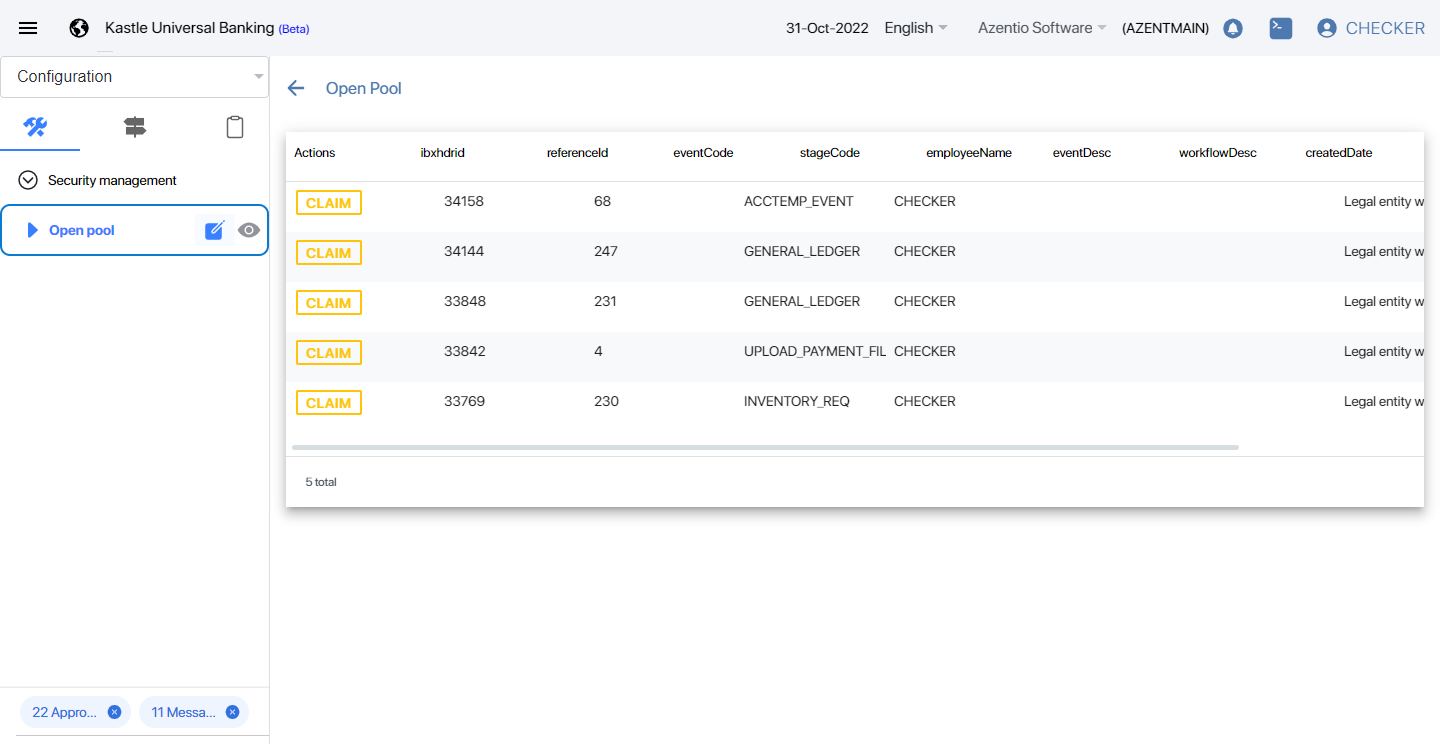 Kastle Universal Banking (Beta) 31-Oct-2022 English Azentio Software (AZENTMAIN) CHECKER
Configuration
Security management
Open pool
22 Appro... 11 Messa...
Open Pool
Actions ibxhdrid referenceId eventCode stageCode employeeName eventDesc workflowDesc createdDate
CLAIM 34158 68 ACCTEMP_EVENT CHECKER Legal entity w
CLAIM 34144 247 GENERAL_LEDGER CHECKER Legal entity w
CLAIM 33848 231 GENERAL_LEDGER CHECKER Legal entity w
CLAIM 33842 4 UPLOAD_PAYMENT_FIL CHECKER Legal entity w
CLAIM 33769 230 INVENTORY_REQ CHECKER Legal entity w
5 total